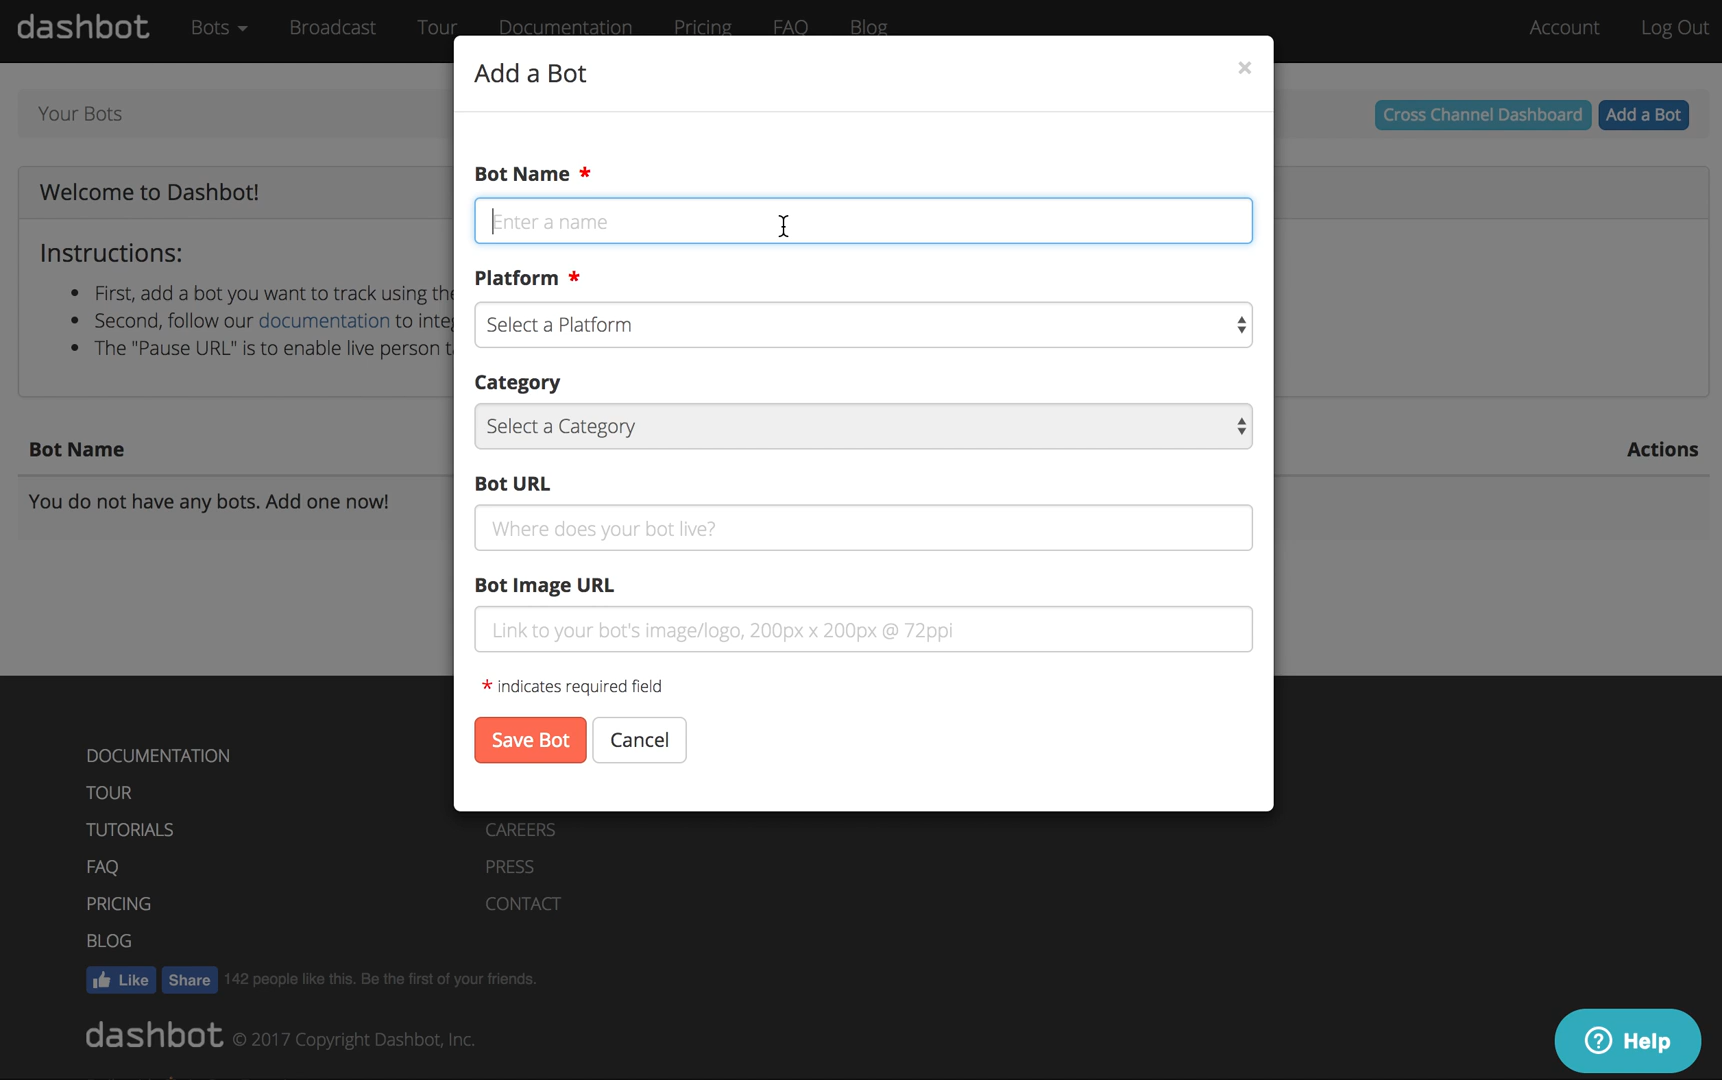 dashbot Bots Broadcast Tour Documentation Pricing FAQ Blog Account Log Out
Add a Bot
×
Your Bots
Cross Channel Dashboard Add a Bot
Welcome to Dashbot!
Instructions:
• First, add a bot you want to track using the
• Second, follow our documentation to
• The "Pause URL" is to enable live person
Bot Name
Actions
You do not have any bots. Add one now!
Bot Name *
Enter a name
Platform *
Select a Platform
Category
Select a Category
Bot URL
Where does your bot live?
Bot Image URL
Link to your bot's image/logo, 200px x 200px @ 72ppi
* indicates required field
Save Bot Cancel
DOCUMENTATION
TOUR
TUTORIALS
FAQ
PRICING
BLOG
CAREERS
PRESS
CONTACT
Like Share 142 people like this. Be the first of your friends.
dashbot © 2017 Copyright Dashbot, Inc.
? Help